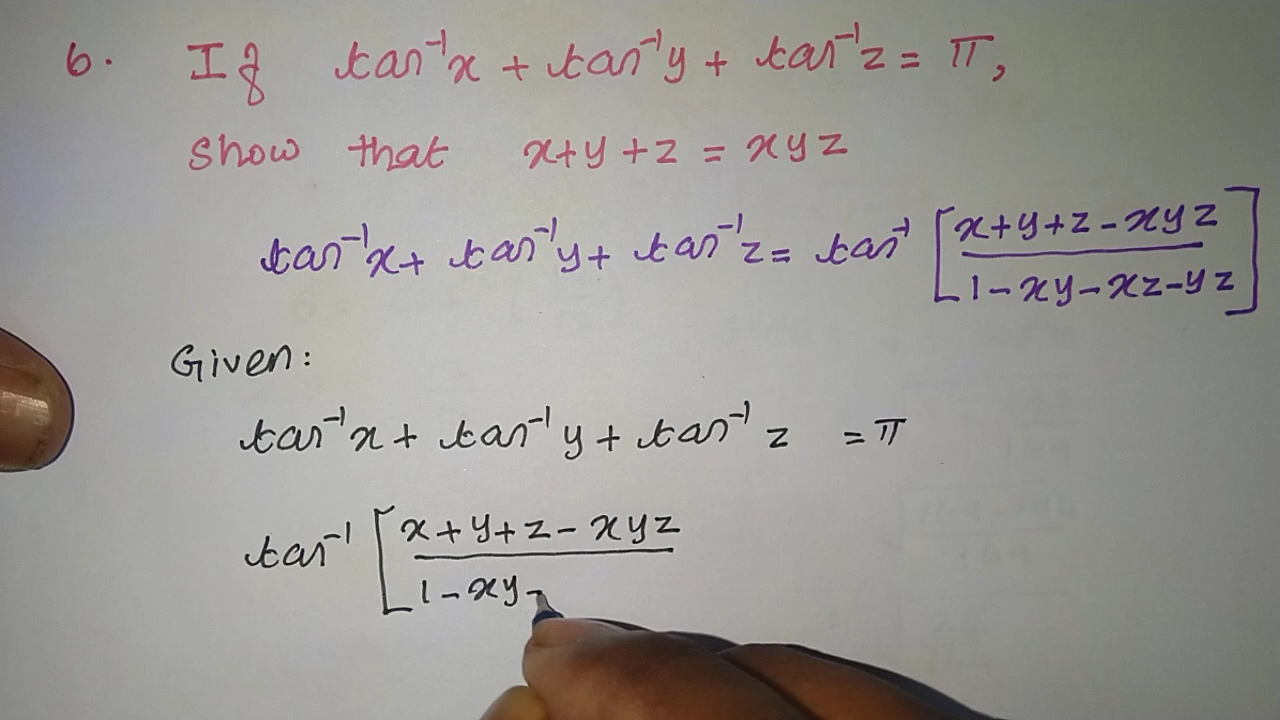 6. If tan⁻¹x + tan⁻¹y + tan⁻¹z = π,
show that x+y+z = xyz
tan⁻¹x + tan⁻¹y + tan⁻¹z = tan⁻¹ [x+y+z-xyz / 1-xy-xz-yz]
Given:
tan⁻¹x + tan⁻¹y + tan⁻¹z = π
tan⁻¹ [x+y+z-xyz / 1-xy-